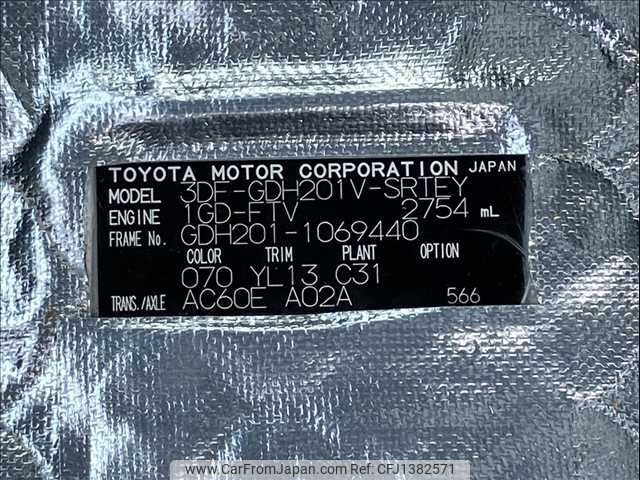 TOYOTA MOTOR CORPORATION JAPAN
MODEL 3DF-GDH201V-SRTEY
ENGINE 1GD-FTV 2754 mL
FRAME No. GDH201-1069440
COLOR TRIM PLANT OPTION
070 YL13 C31
TRANS./AXLE AC60E A02A 566
www.CarFromJapan.com - CFJ1382571